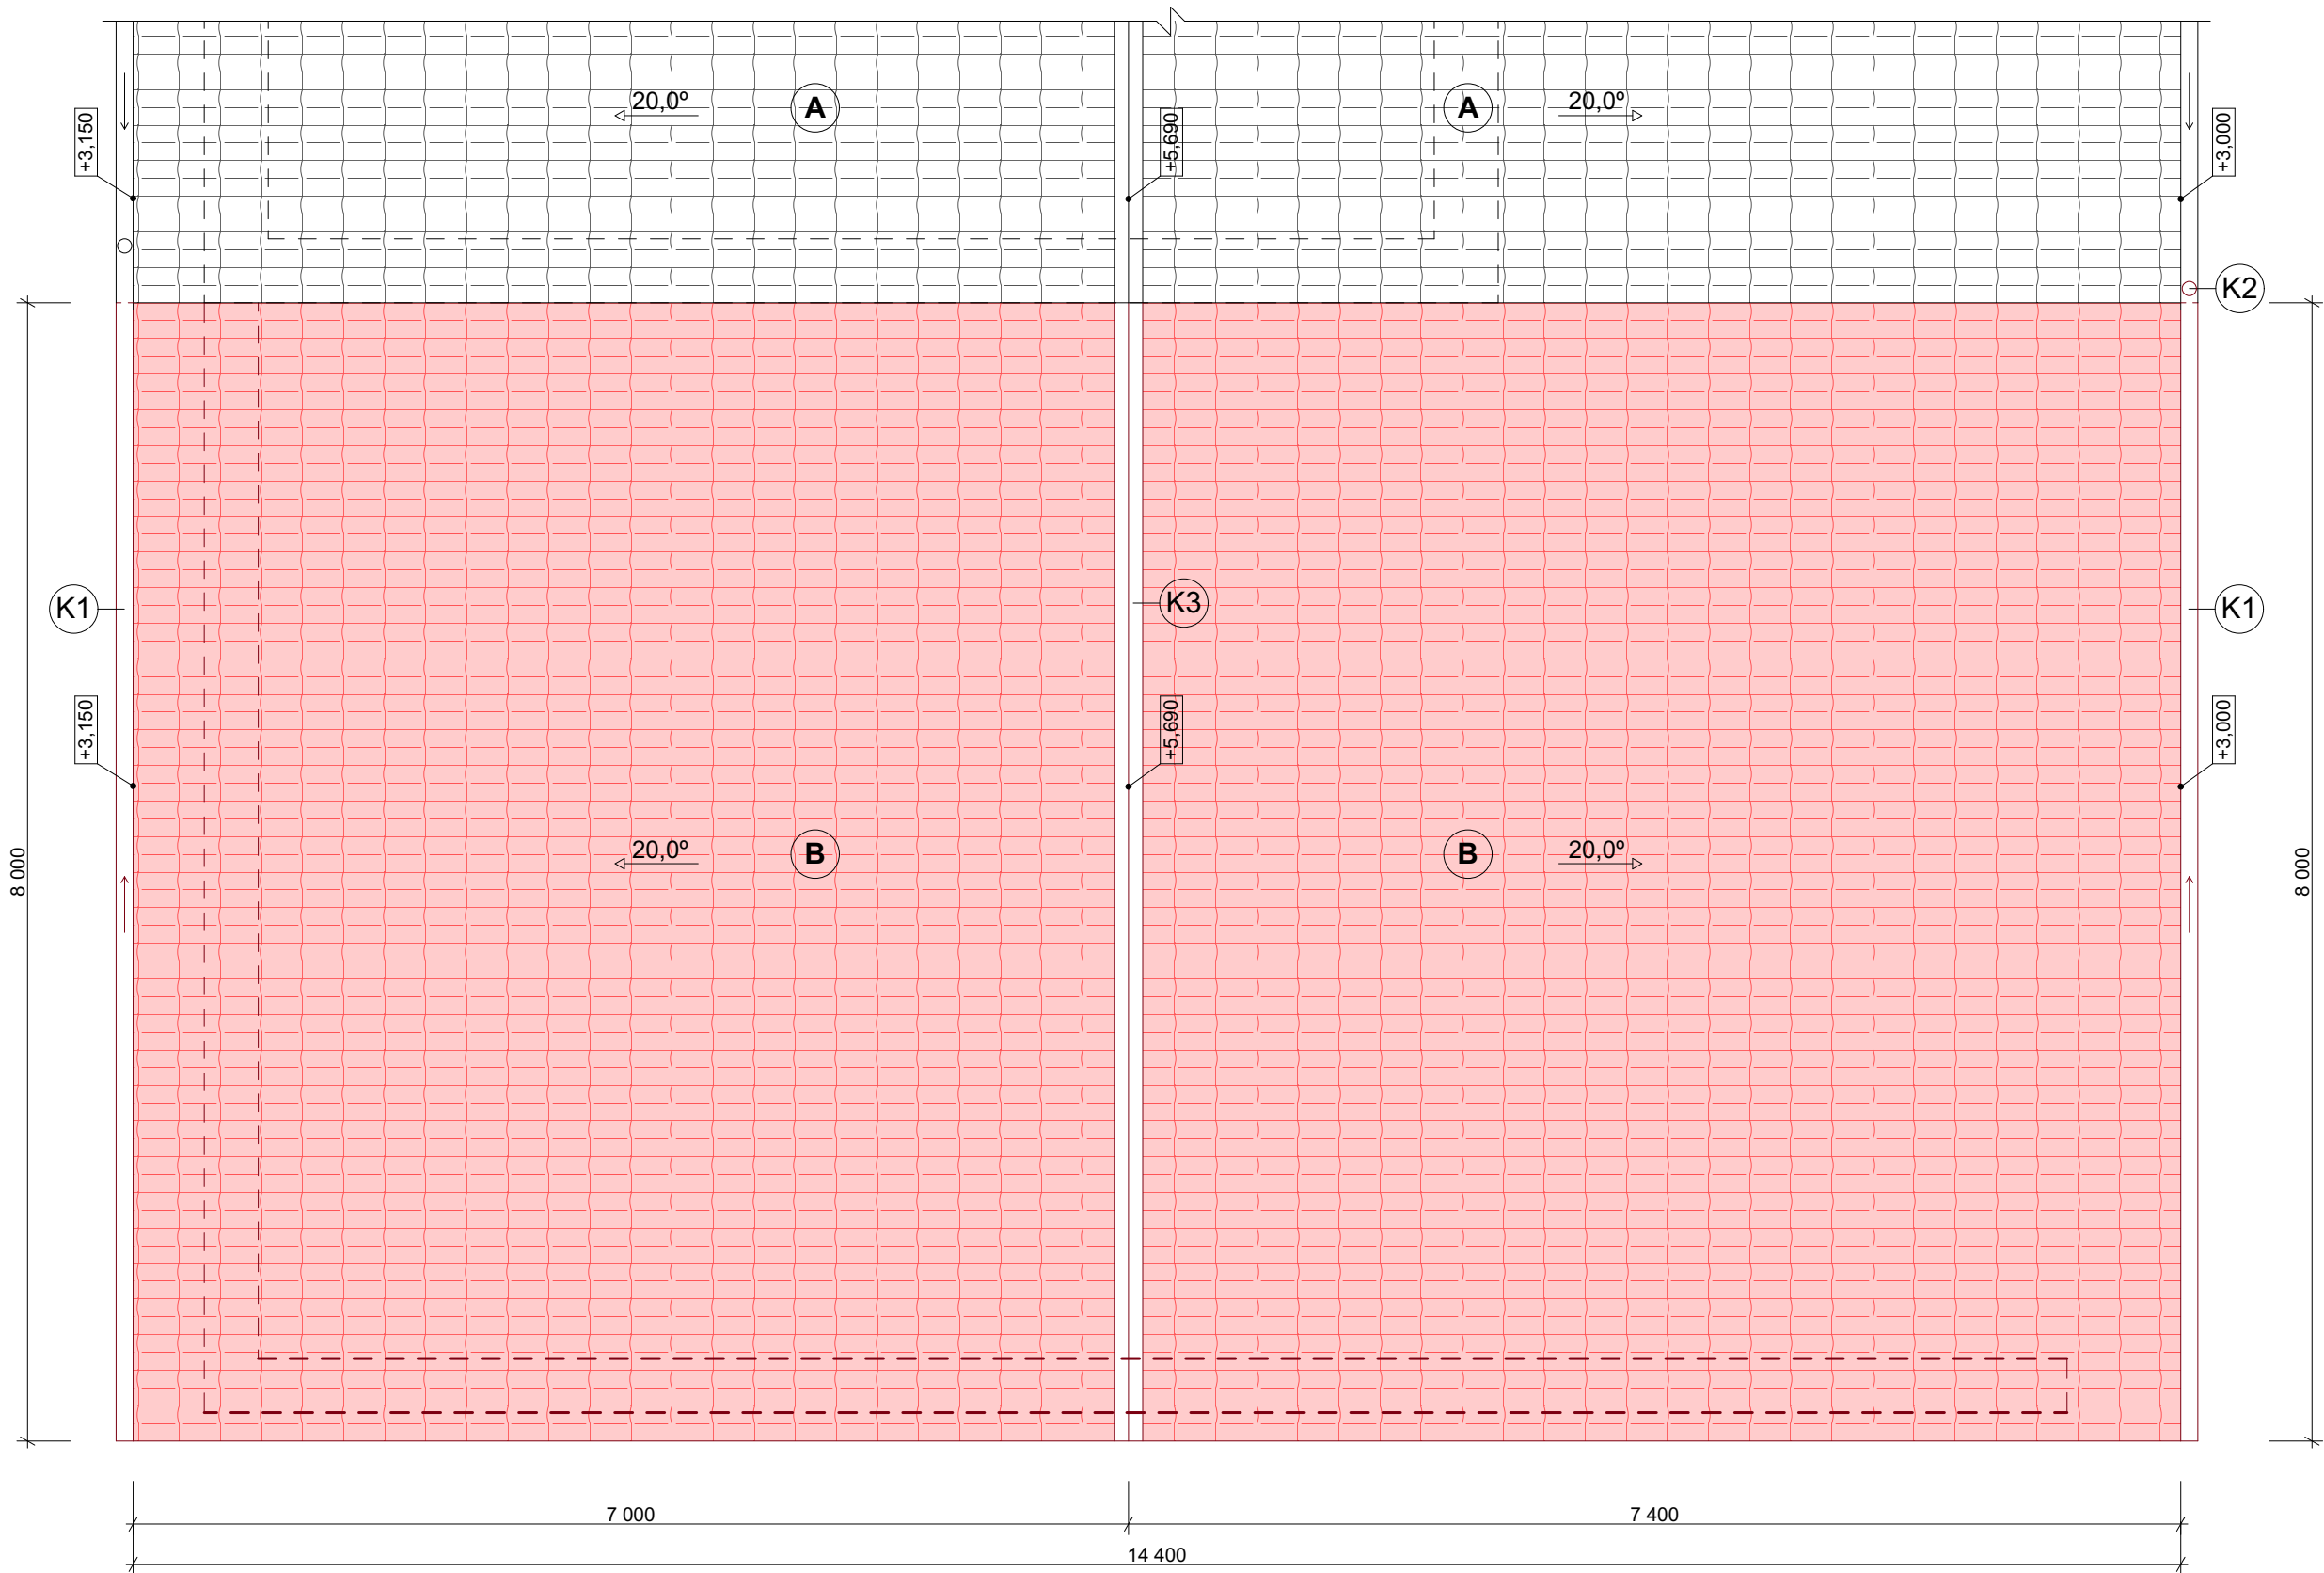 20,0º
A
A
20,0º
+3,150
+5,690
+3,000
K2
K1
K3
K1
+3,150
+5,690
+3,000
20,0º
B
B
20,0º
8 000
8 000
7 000
7 400
14 400